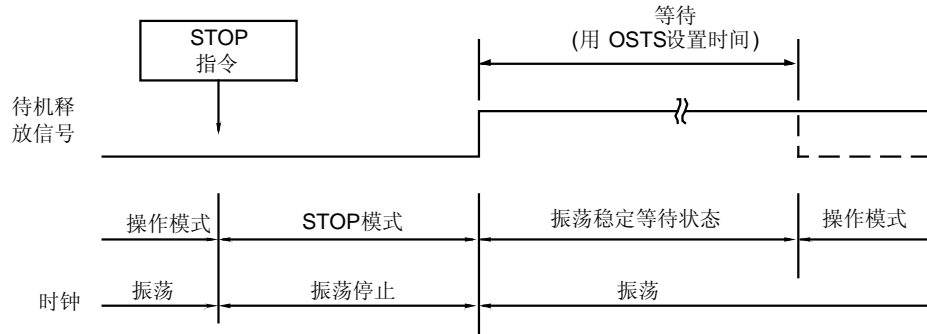 等待
(用 OSTS设置时间)
STOP
指令
待机释
放信号
操作模式
STOP模式
振荡稳定等待状态
操作模式
时钟
振荡
振荡停止
振荡